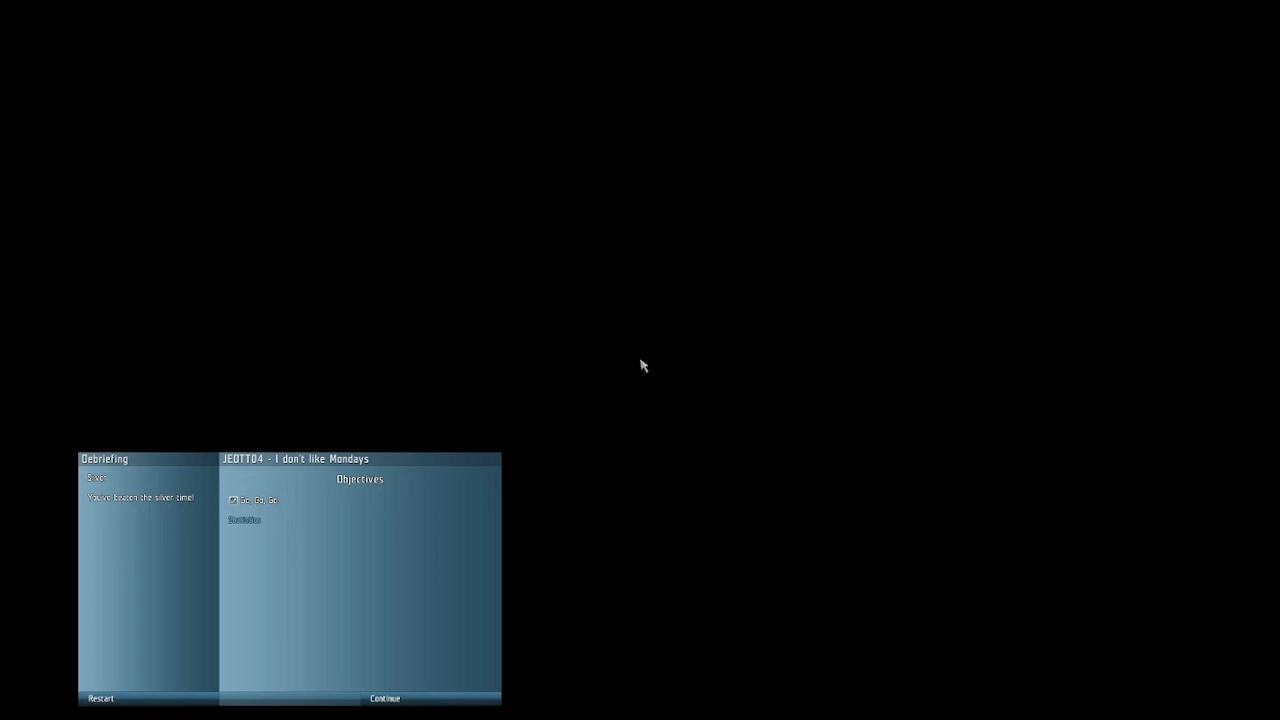 Debriefing
JEOTT04 - I don't like Mondays
Silver
Objectives
You've beaten the silver time!
Go, Go, Go.
Statistics
Restart
Continue